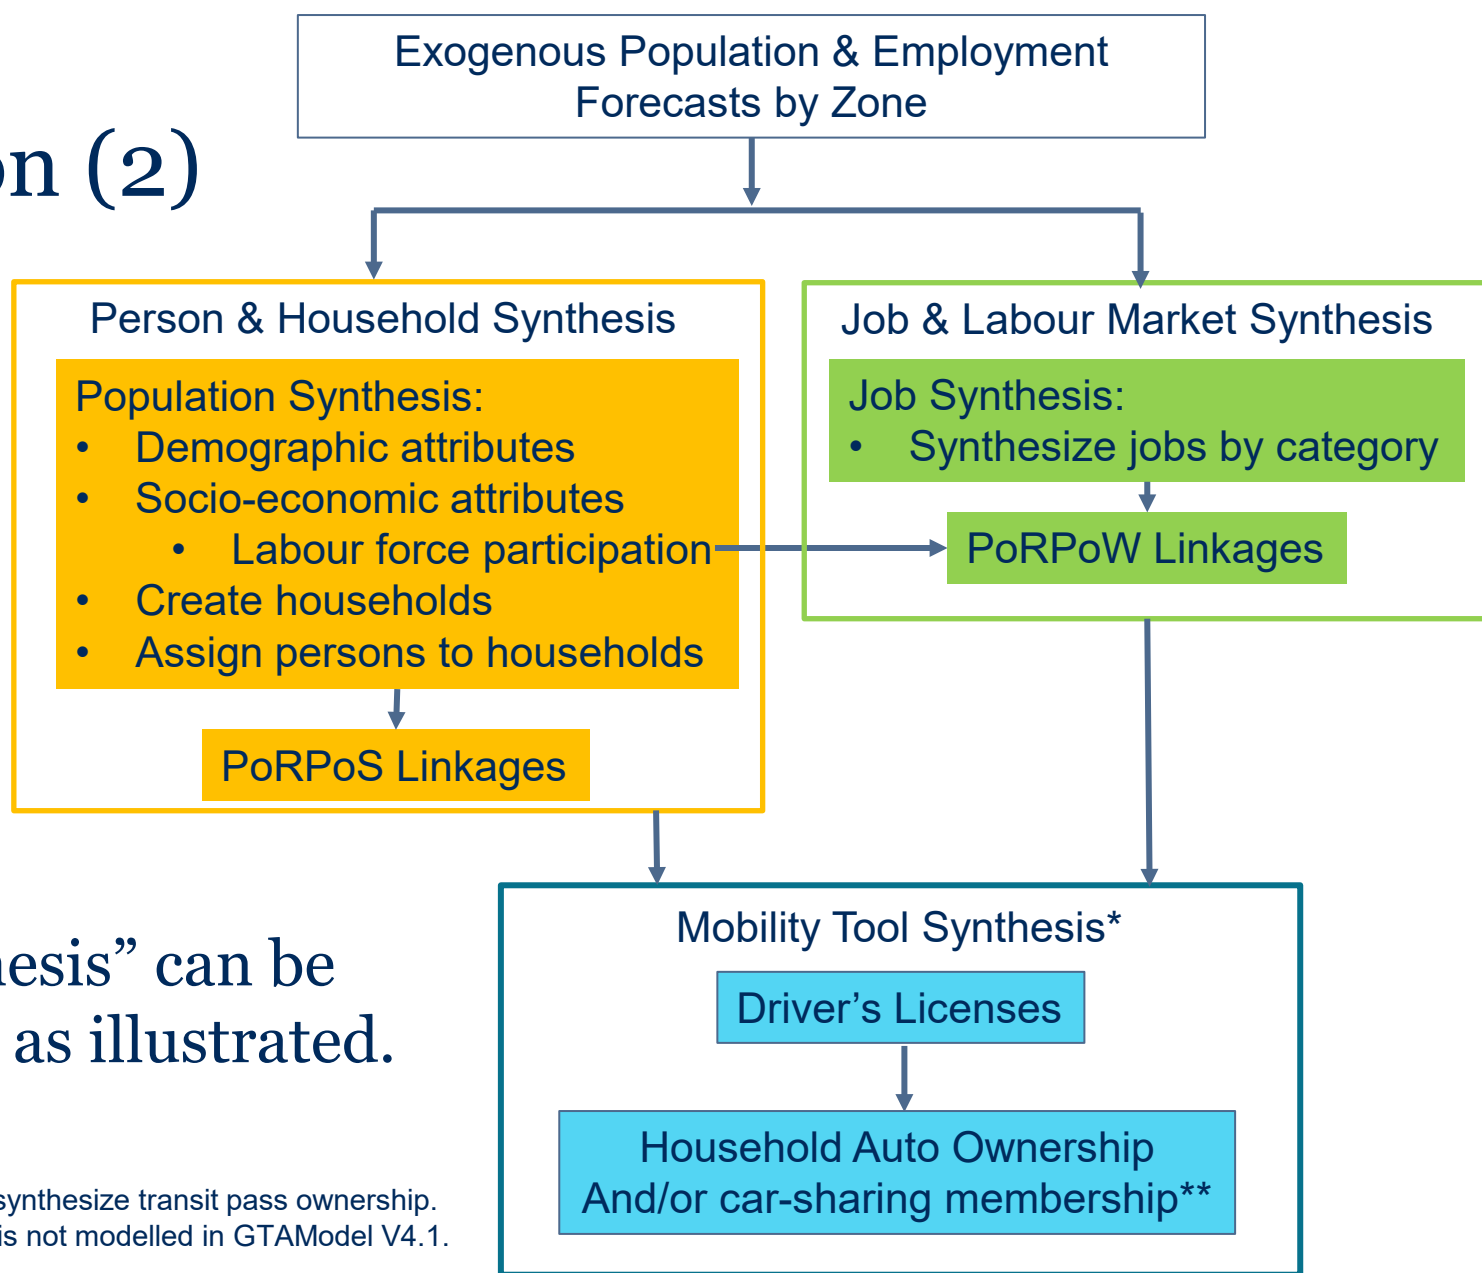 Exogenous Population & Employment
Forecasts by Zone
(2)
Person & Household Synthesis
Population Synthesis:
• Demographic attributes
• Socio-economic attributes
• Labour force participation
• Create households
• Assign persons to households
PoRPoS Linkages
Job & Labour Market Synthesis
Job Synthesis:
• Synthesize jobs by category
PoRPoW Linkages
Mobility Tool Synthesis*
Driver’s Licenses
Household Auto Ownership
And/or car-sharing membership**
” can be
as illustrated.
synthesize transit pass ownership.
is not modelled in GTAModel V4.1.